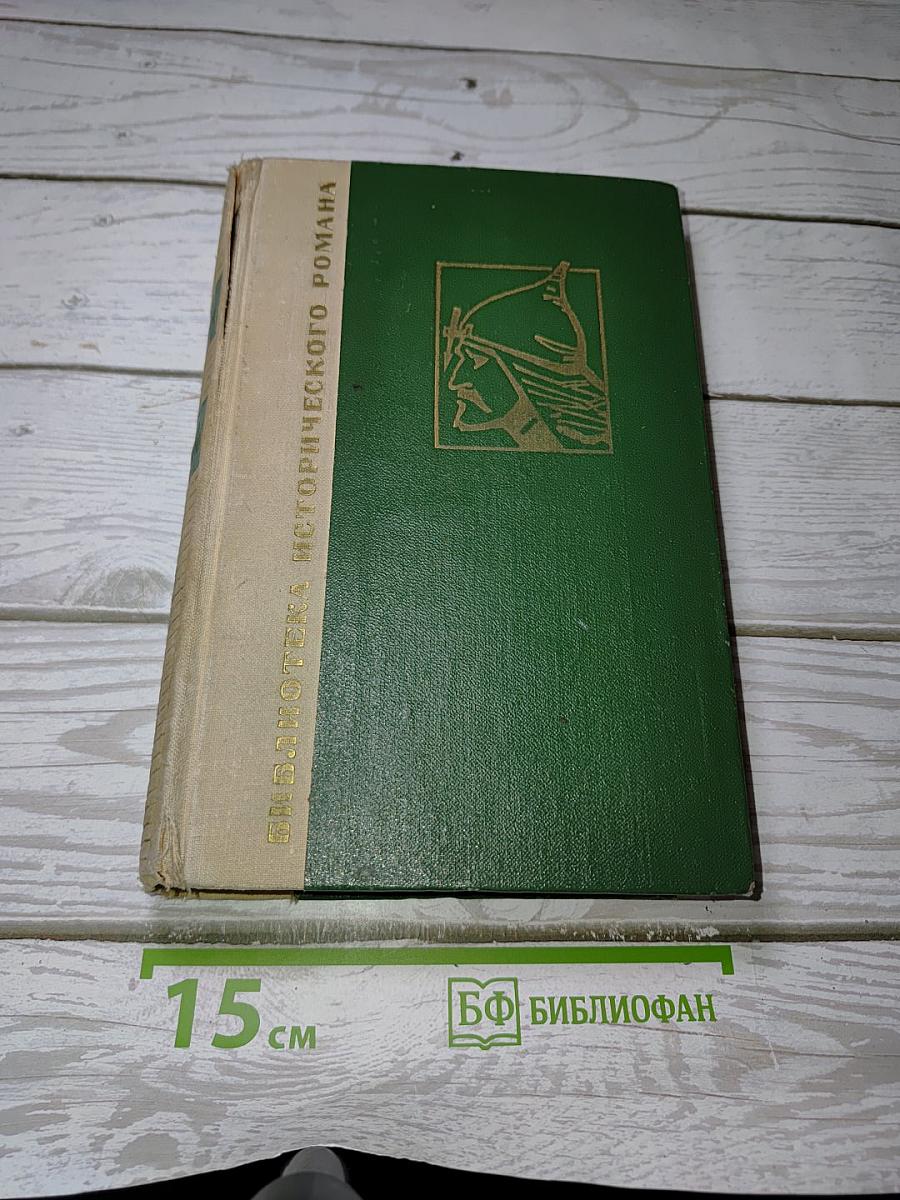 БИБЛИОТЕКА ИСТОРИЧЕСКОГО РОМАНА
15 см
БФ БИБЛИОФАН